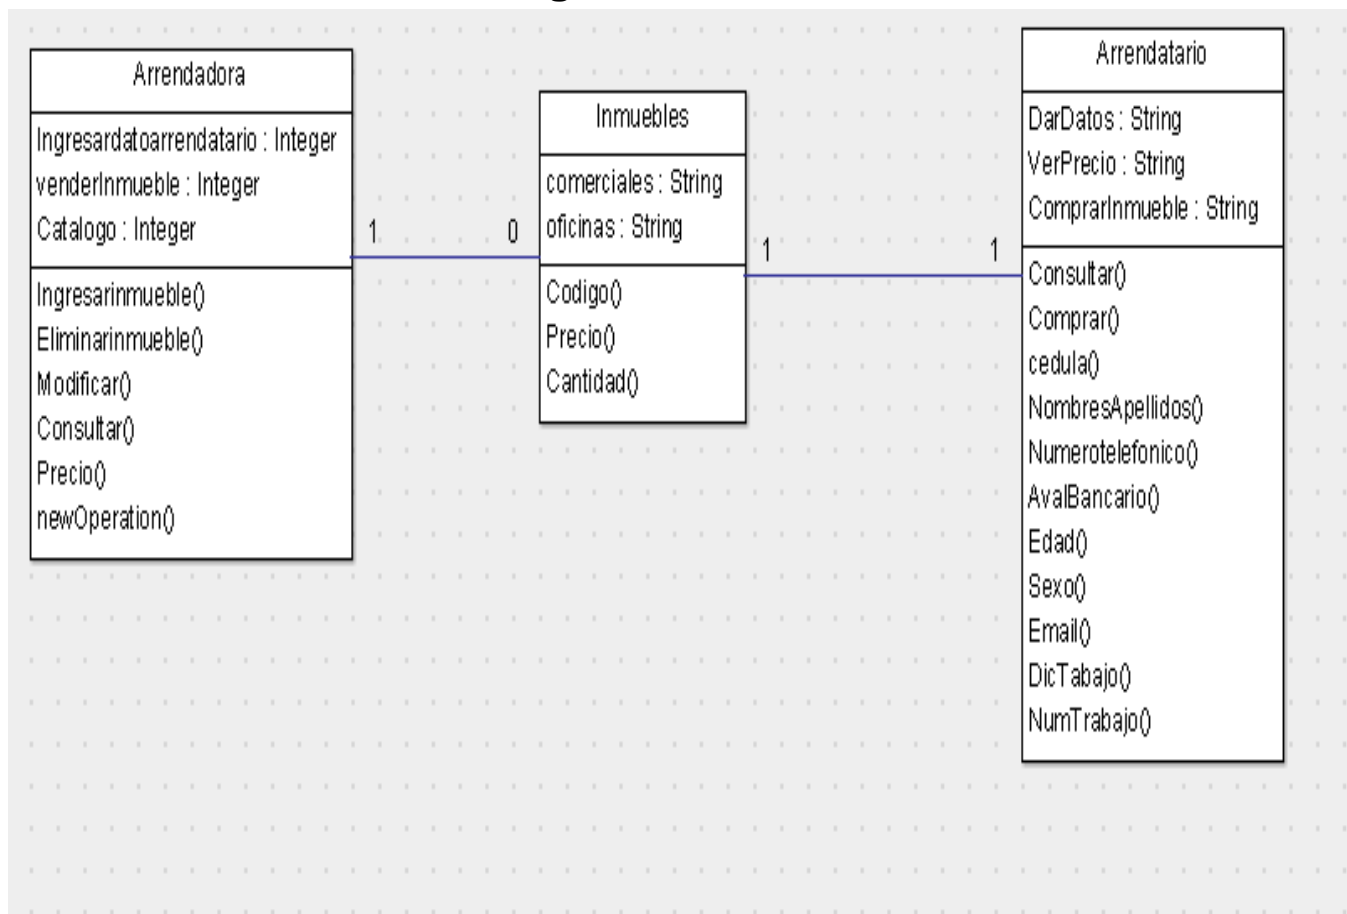 Arrendadora
Ingresardatoarrendatario : Integer
venderInmueble : Integer
Catalogo : Integer
Ingresarinmueble()
Eliminarinmueble()
Modificar()
Consultar()
Precio()
newOperation()
1
0
Inmuebles
comerciales : String
oficinas : String
Codigo()
Precio()
Cantidad()
1
1
Arrendatario
DarDatos : String
VerPrecio : String
ComprarInmueble : String
Consultar()
Comprar()
cedula()
NombresApellidos()
Numerotelefonico()
AvalBancario()
Edad()
Sexo()
Email()
DicTabajo()
NumTrabajo()